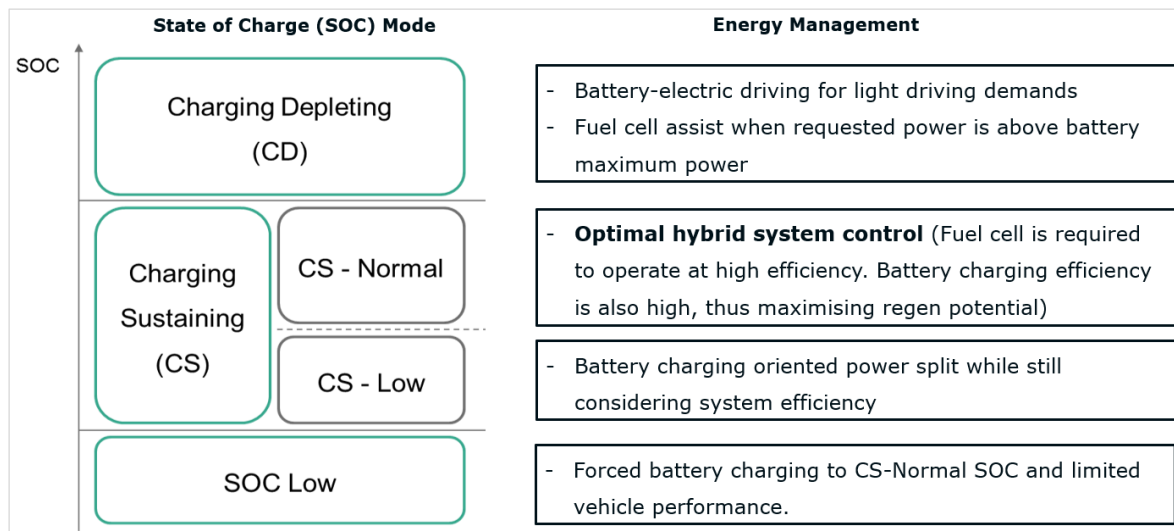 State of Charge (SOC) Mode
Energy Management
SOC
Charging Depleting
(CD)
- Battery-electric driving for light driving demands
- Fuel cell assist when requested power is above battery
maximum power
Charging
Sustaining
(CS)
CS - Normal
- Optimal hybrid system control (Fuel cell is required
to operate at high efficiency. Battery charging efficiency
is also high, thus maximising regen potential)
CS - Low
- Battery charging oriented power split while still
considering system efficiency
SOC Low
- Forced battery charging to CS-Normal SOC and limited
vehicle performance.